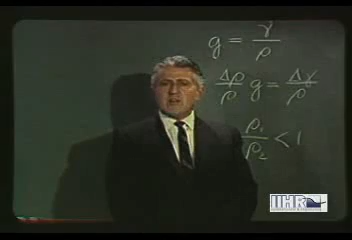 g = γ/ρ
Δρ/ρ g = Δγ/ρ
ρ₁/ρ₂ < 1
IIHR